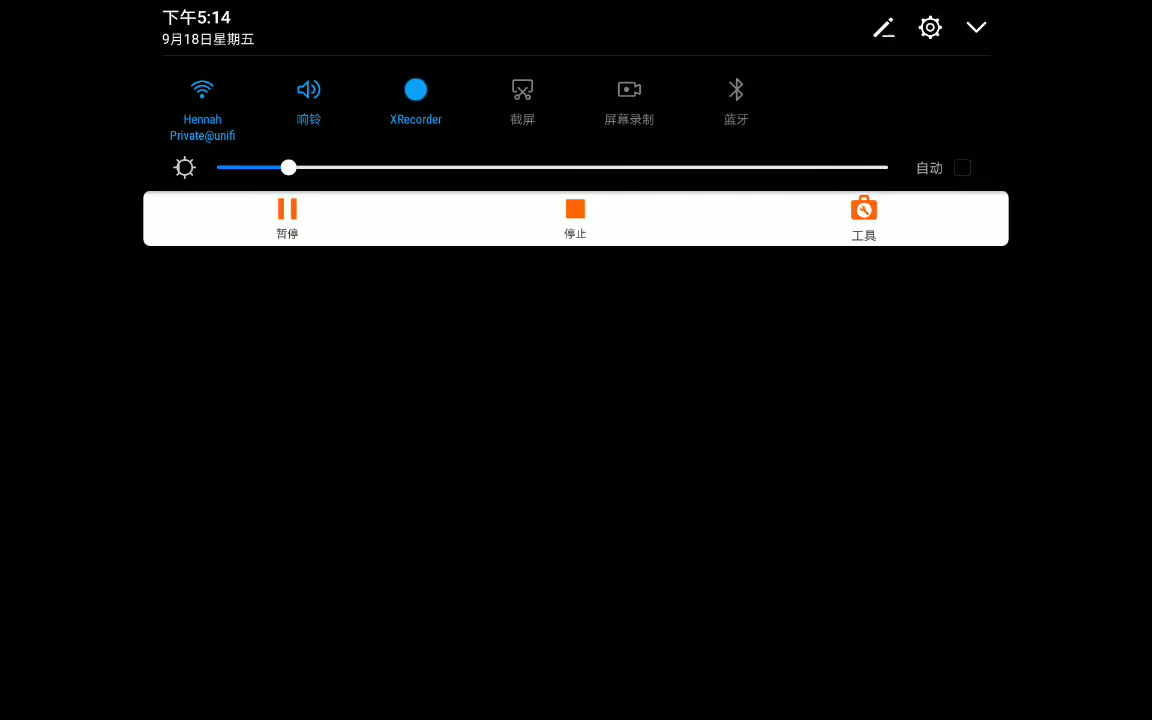 下午5:14
9月18日星期五
Hennah
Private@unifi
响铃
XRecorder
截屏
屏幕录制
蓝牙
自动
暂停
停止
工具